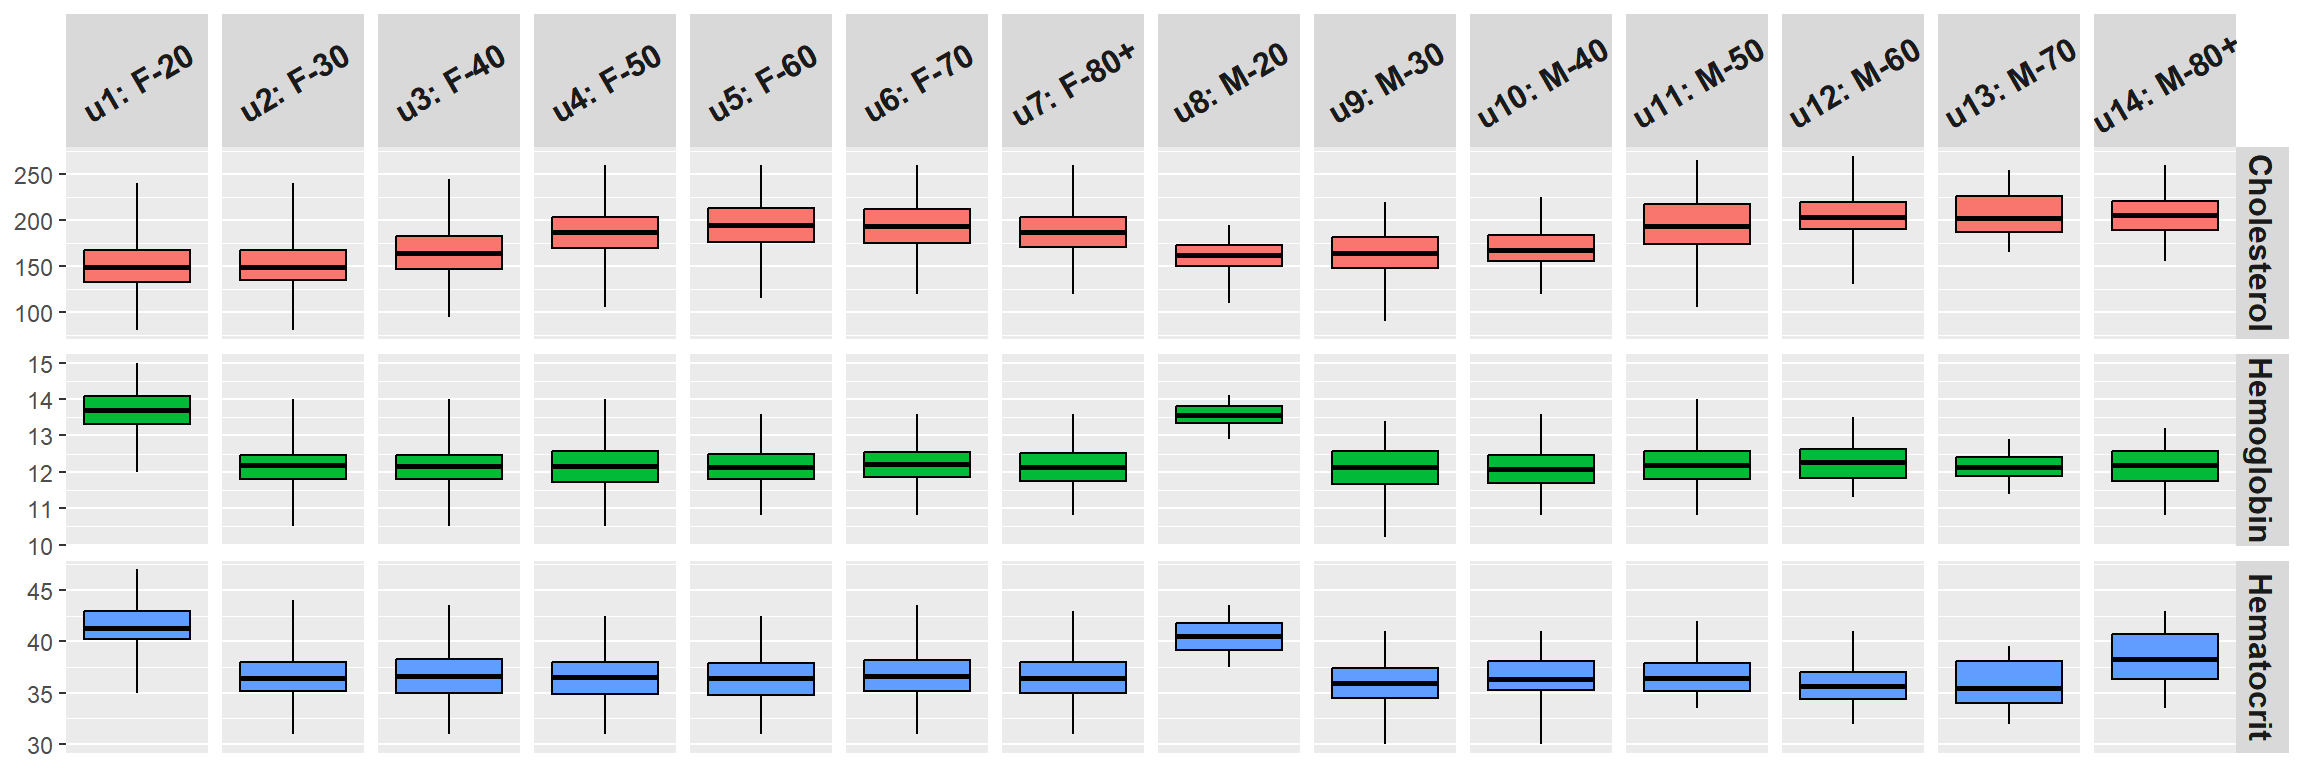 u1: F-20
u2: F-30
u3: F-40
u4: F-50
u5: F-60
u6: F-70
u7: F-80+
u8: M-20
u9: M-30
u10: M-40
u11: M-50
u12: M-60
u13: M-70
u14: M-80+
250
200
150
100
Cholesterol
15
14
13
12
11
10
Hemoglobin
45
40
35
30
Hematocrit